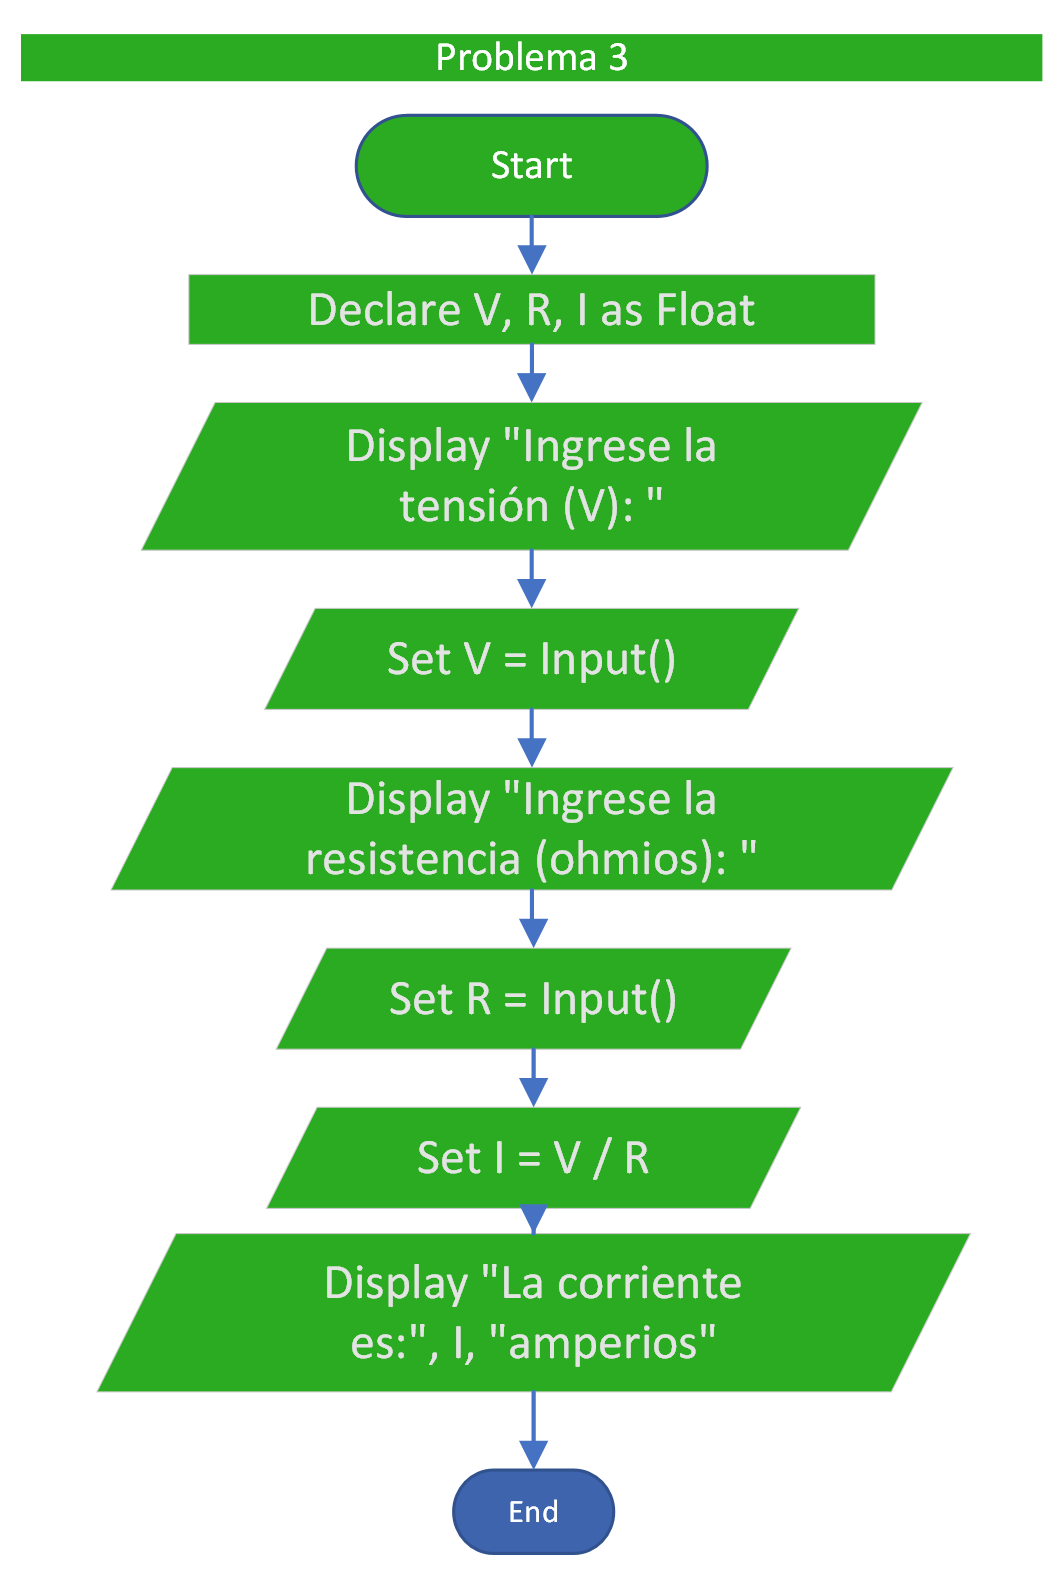 Problema 3
Start
Declare V, R, I as Float
Display "Ingrese la
tensión (V): "
Set V = Input()
Display "Ingrese la
resistencia (ohmios): "
Set R = Input()
Set I = V / R
Display "La corriente
es:", I, "amperios"
End